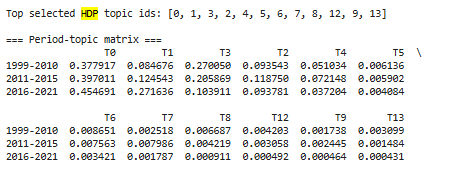 Top selected HDP topic ids: [0, 1, 3, 2, 4, 5, 6, 7, 8, 12, 9, 13]
=== Period-topic matrix ===
T0 T1 T3 T2 T4 T5 \
1999-2010 0.377917 0.084676 0.270050 0.093543 0.051034 0.006136
2011-2015 0.397011 0.124543 0.205869 0.118750 0.072148 0.005902
2016-2021 0.454691 0.271636 0.103911 0.093781 0.037204 0.004084
T6 T7 T8 T12 T9 T13
1999-2010 0.008651 0.002518 0.006687 0.004203 0.001738 0.003099
2011-2015 0.007563 0.007986 0.004219 0.003058 0.002445 0.001484
2016-2021 0.003421 0.001787 0.000911 0.000492 0.000464 0.000431